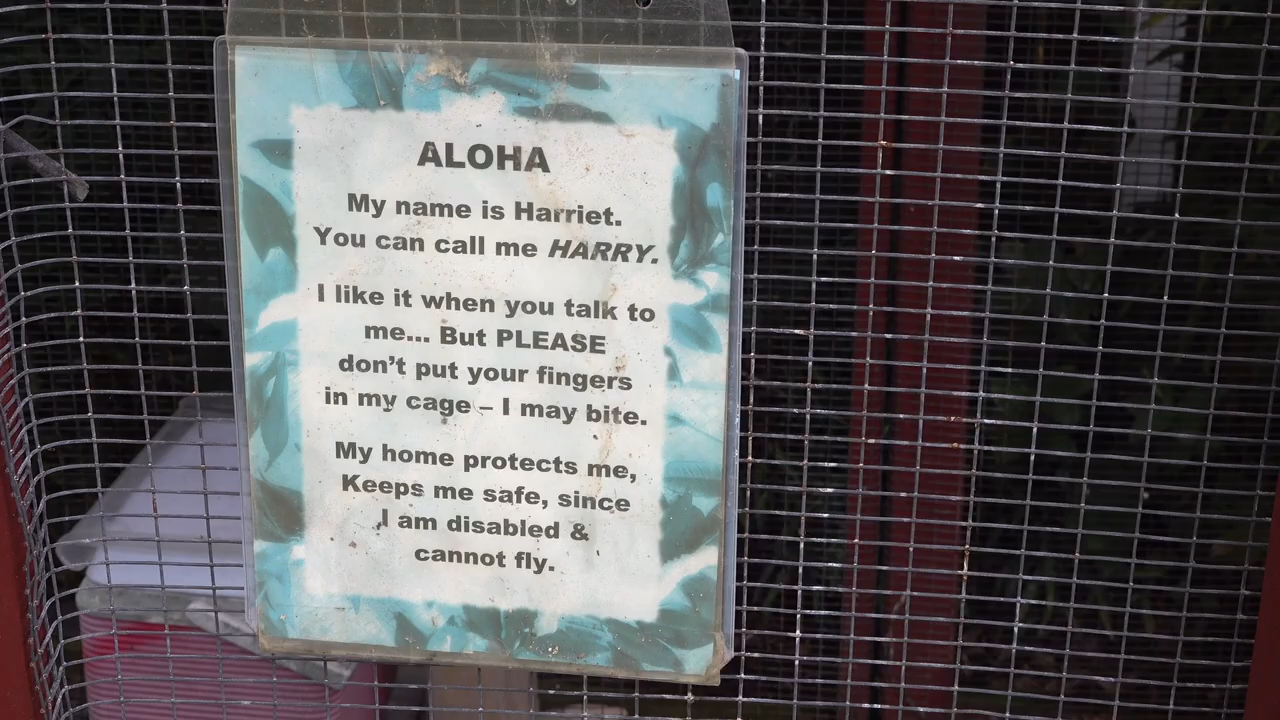 ALOHA
My name is Harriet.
You can call me HARRY.
I like it when you talk to
me... But PLEASE
don't put your fingers
in my cage – I may bite.
My home protects me,
Keeps me safe, since
I am disabled &
cannot fly.